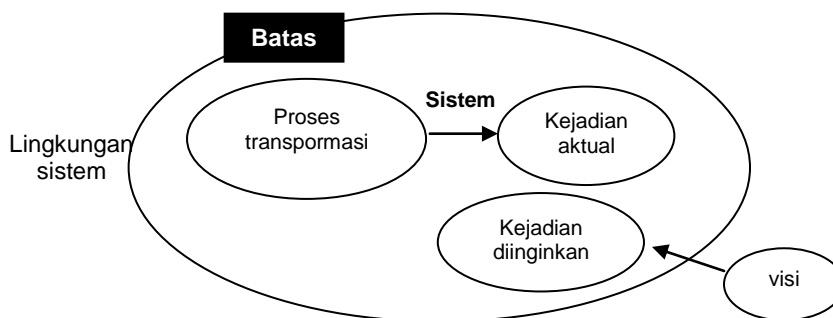 Batas
Proses
transpormasi
Sistem
Kejadian
aktual
Lingkungan
sistem
Kejadian
diinginkan
visi